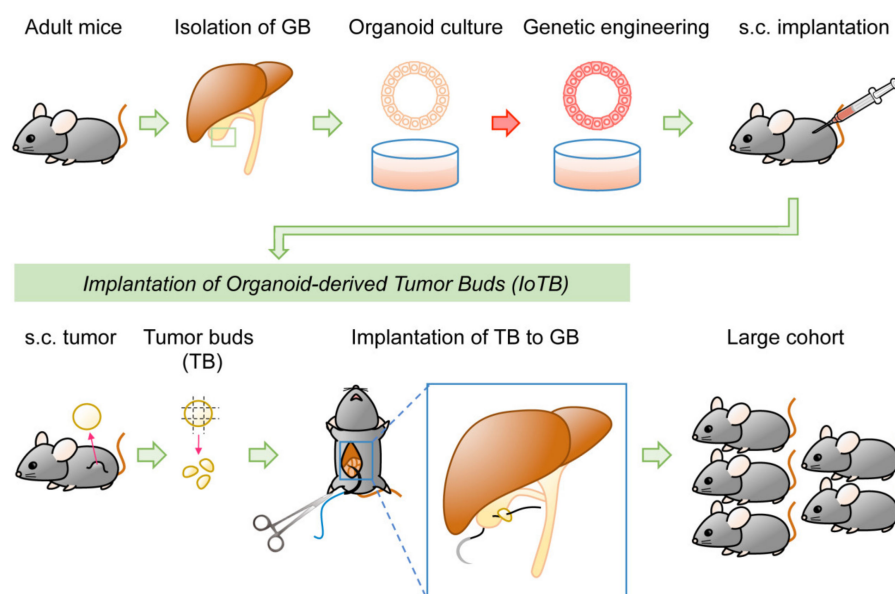 Adult mice
Isolation of GB
Organoid culture
Genetic engineering
s.c. implantation
Implantation of Organoid-derived Tumor Buds (IoTB)
s.c. tumor
Tumor buds
(TB)
Implantation of TB to GB
Large cohort